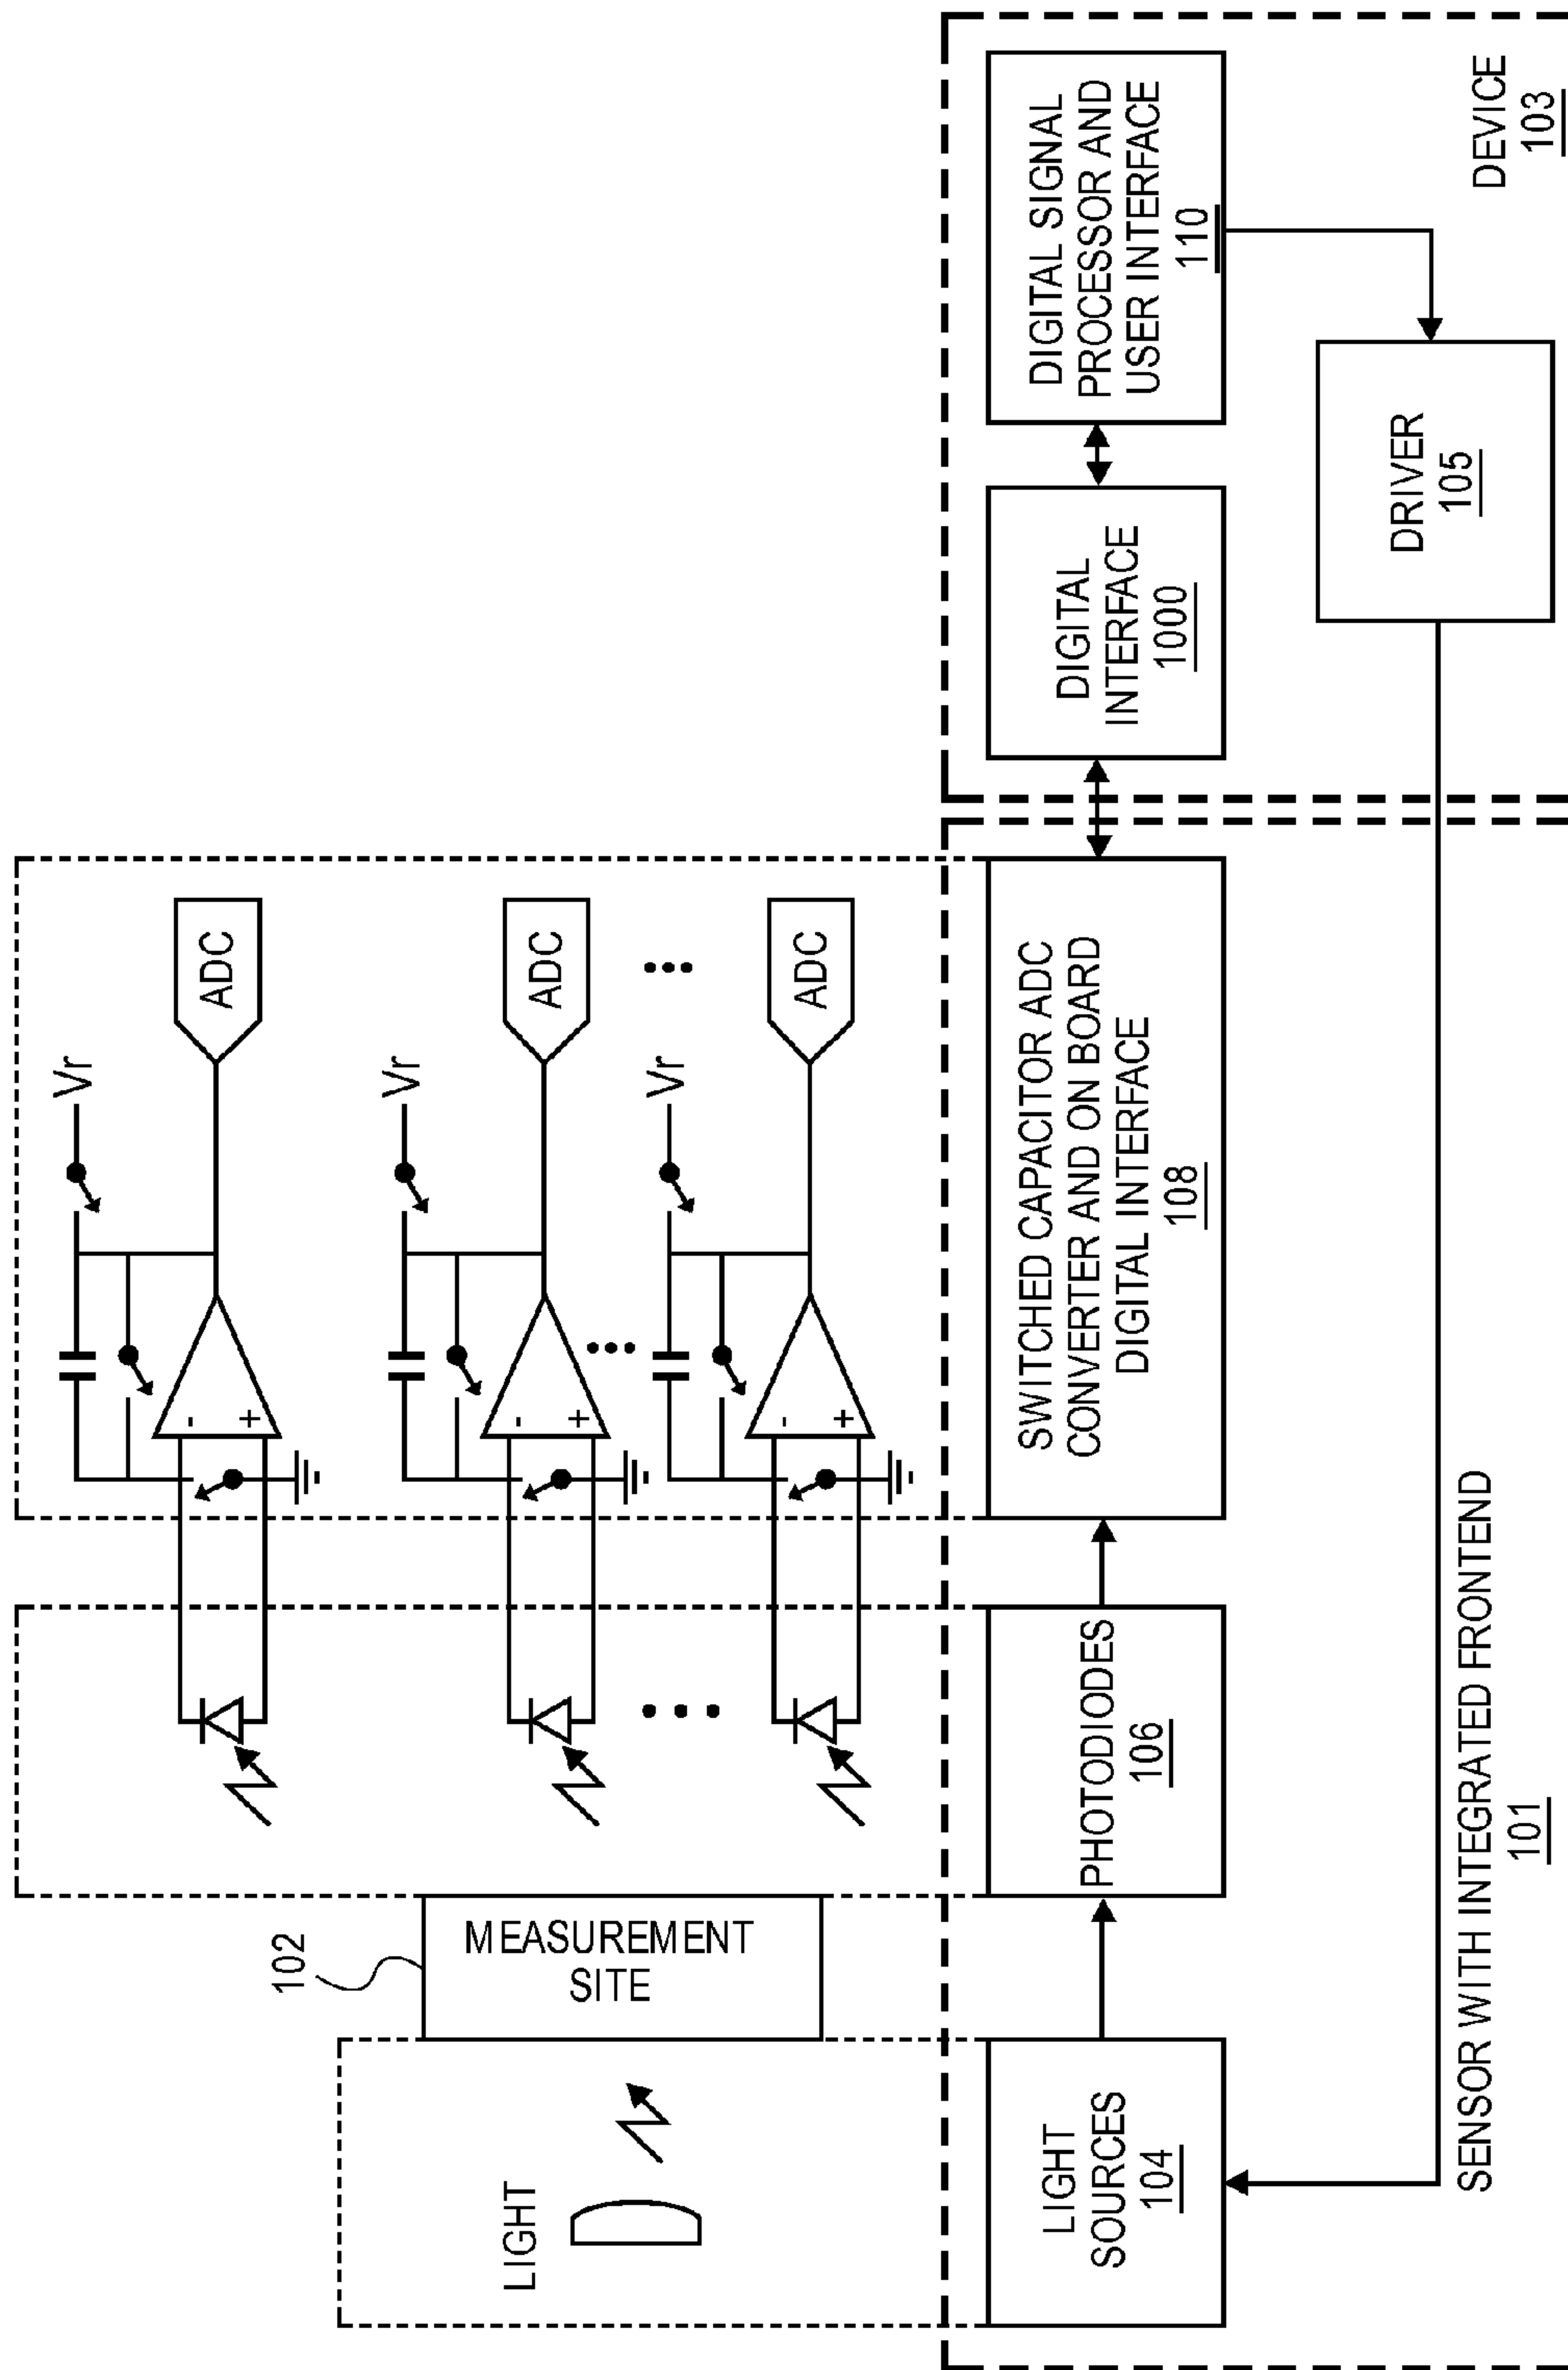 Vr
ADC
Vr
ADC
Vr
ADC
-
+
-
+
-
+
102
MEASUREMENT
SITE
LIGHT
LIGHT
SOURCES
104
PHOTODIODES
106
SWITCHED CAPACITOR ADC
CONVERTER AND ON BOARD
DIGITAL INTERFACE
108
DIGITAL
INTERFACE
1000
DIGITAL SIGNAL
PROCESSOR AND
USER INTERFACE
110
DRIVER
105
SENSOR WITH INTEGRATED FRONTEND
101
DEVICE
103